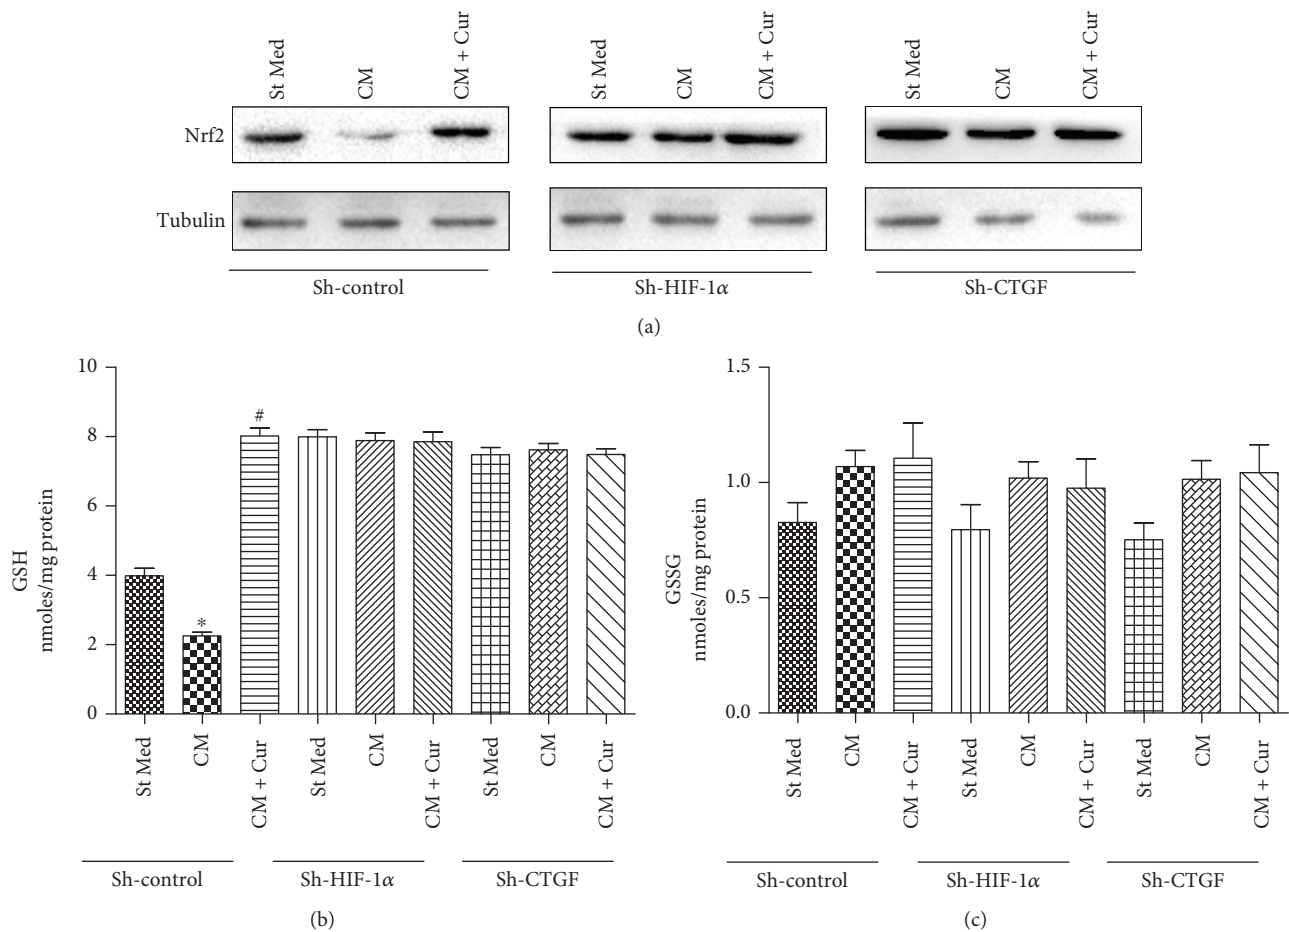 St Med
CM
CM + Cur
St Med
CM
CM + Cur
St Med
CM
CM + Cur
Nrf2
Tubulin
Sh-control
Sh-HIF-1α
Sh-CTGF
(a)
10
8
6
4
2
0
GSH
nmoles/mg protein
*
#
St Med
CM
CM + Cur
St Med
CM
CM + Cur
St Med
CM
CM + Cur
Sh-control
Sh-HIF-1α
Sh-CTGF
(b)
1.5
1.0
0.5
0.0
GSSG
nmoles/mg protein
St Med
CM
CM + Cur
St Med
CM
CM + Cur
St Med
CM
CM + Cur
Sh-control
Sh-HIF-1α
Sh-CTGF
(c)